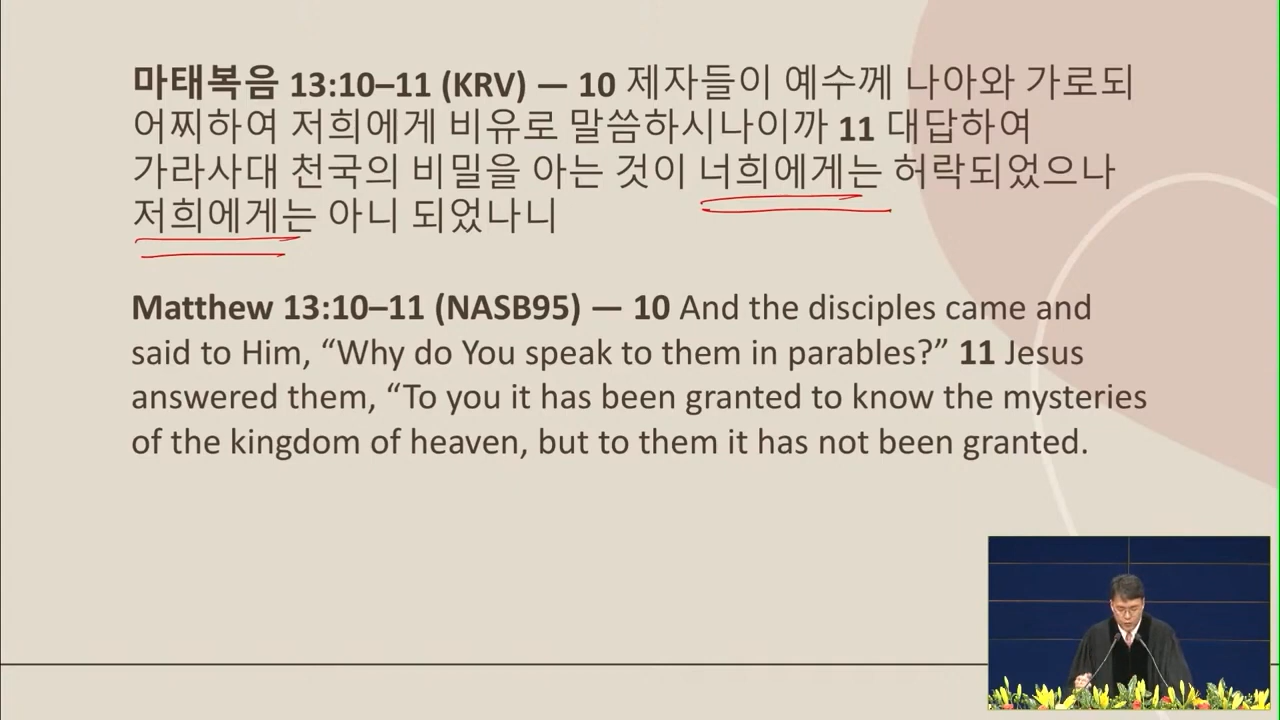 마태복음 13:10–11 (KRV) — 10 제자들이 예수께 나아와 가로되
어찌하여 저희에게 비유로 말씀하시나이까 11 대답하여
가라사대 천국의 비밀을 아는 것이 너희에게는 허락되었으나
저희에게는 아니 되었나니
Matthew 13:10–11 (NASB95) — 10 And the disciples came and
said to Him, “Why do You speak to them in parables?” 11 Jesus
answered them, “To you it has been granted to know the mysteries
of the kingdom of heaven, but to them it has not been granted.